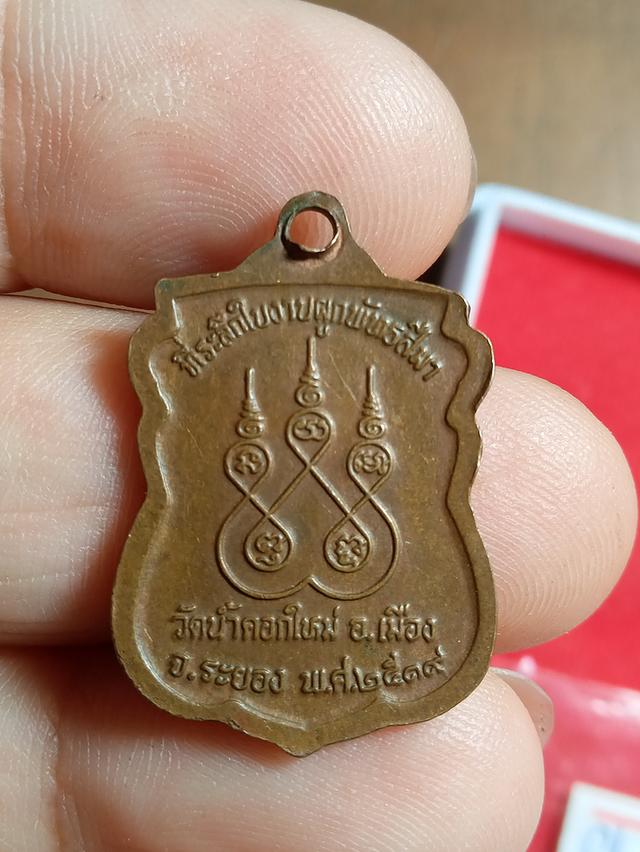 ที่ระลึกในงานผูกพัทธสีมา
วัดน้ำคอกใหม่ อ.เมือง
จ.ระยอง พ.ศ.๒๕๑๙